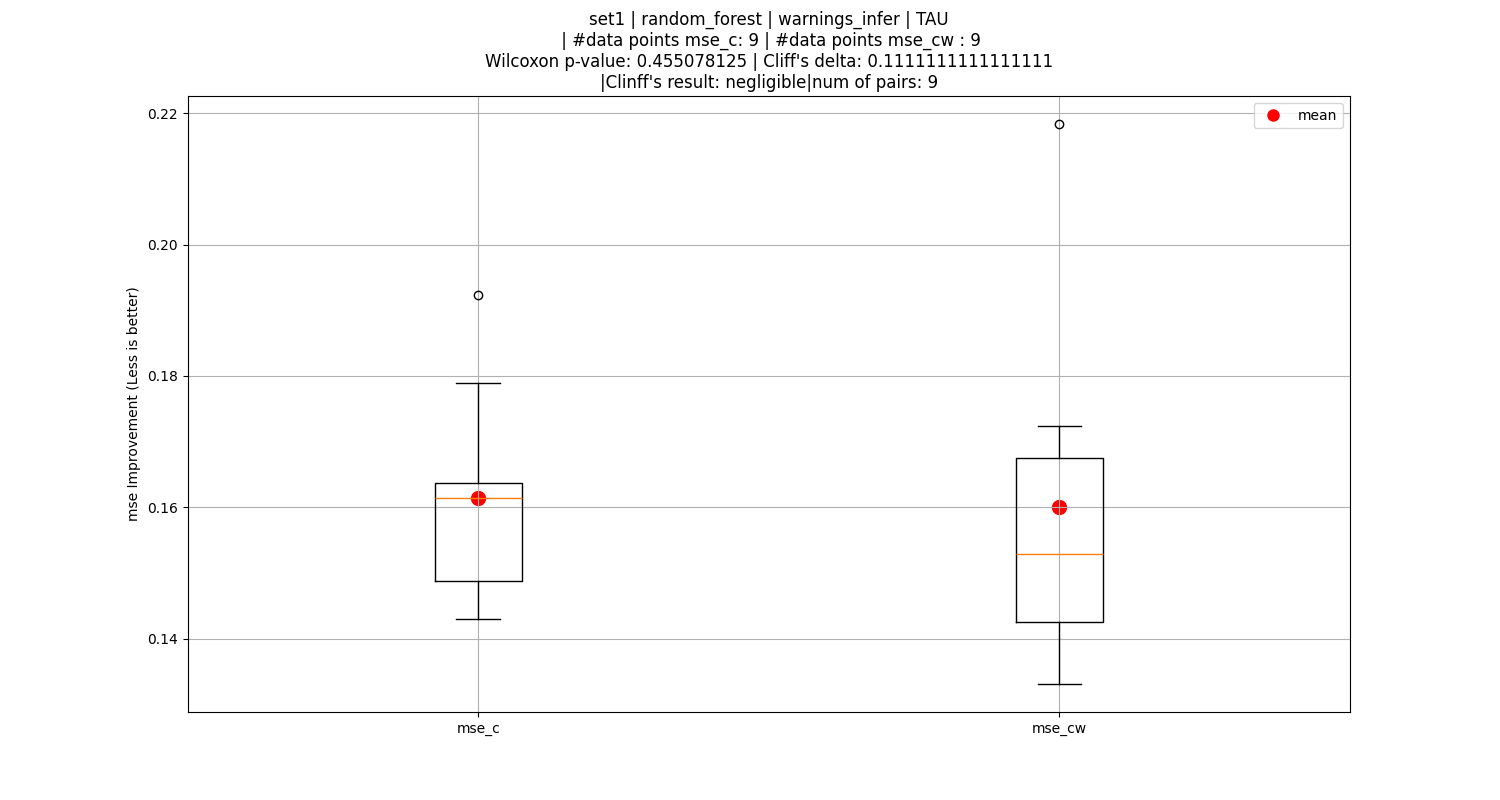 set1 | random_forest | warnings_infer | TAU
| #data points mse_c: 9 | #data points mse_cw : 9
Wilcoxon p-value: 0.455078125 | Cliff's delta: 0.1111111111111111
|Clinff's result: negligible|num of pairs: 9
mean
0.22
0.20
0.18
0.16
0.14
mse Improvement (Less is better)
mse_c
mse_cw